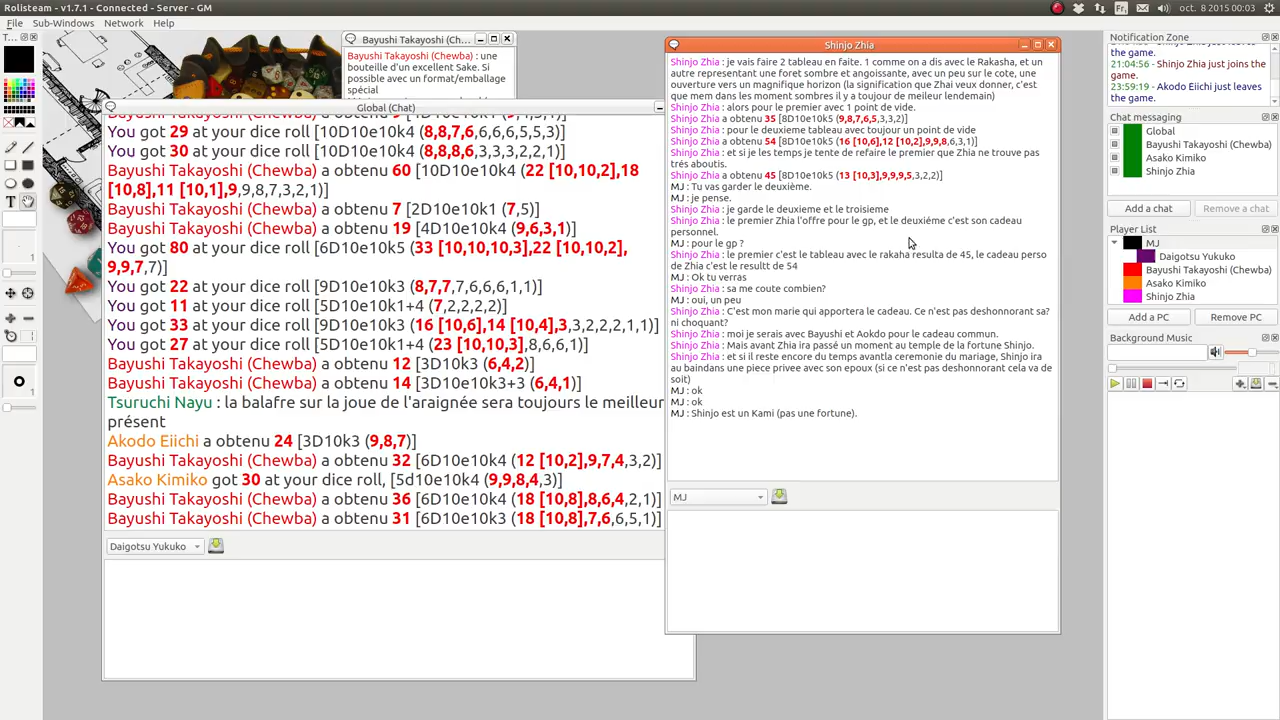 Rolisteam - v1.7.1 - Connected - Server - GM
Fr
oct. 8 2015 00:03
File Sub-Windows Network Help
T...
T
1
1
Bayushi Takayoshi (Ch...
Bayushi Takayoshi (Chewba) : une
bouteille d'un excellent Sake. Si
possible avec un format/emballage
spécial
Global (Chat)
You got 29 at your dice roll [10D10e10k4 (8,8,7,6,6,6,5,5,3)]
You got 30 at your dice roll [10D10e10k4 (8,8,8,6,3,3,3,2,2,1)]
Bayushi Takayoshi (Chewba) a obtenu 60 [10D10e10k4 (22 [10,10,2],18
[10,8],11 [10,1],9,9,8,7,3,2,1)]
Bayushi Takayoshi (Chewba) a obtenu 7 [2D10e10k1 (7,5)]
Bayushi Takayoshi (Chewba) a obtenu 19 [4D10e10k4 (9,6,3,1)]
You got 80 at your dice roll [6D10e10k5 (33 [10,10,10,3],22 [10,10,2],
9,9,7,7)]
You got 22 at your dice roll [9D10e10k3 (8,7,7,7,6,6,6,1,1)]
You got 11 at your dice roll [5D10e10k1+4 (7,2,2,2,2)]
You got 33 at your dice roll [9D10e10k3 (16 [10,6],14 [10,4],3,3,2,2,2,1,1)]
You got 27 at your dice roll [5D10e10k1+4 (23 [10,10,3],8,6,6,1)]
Bayushi Takayoshi (Chewba) a obtenu 12 [3D10k3 (6,4,2)]
Bayushi Takayoshi (Chewba) a obtenu 14 [3D10e10k3+3 (6,4,1)]
Tsuruchi Nayu : la balafre sur la joue de l'araignée sera toujours le meilleur
présent
Akodo Eiichi a obtenu 24 [3D10k3 (9,8,7)]
Bayushi Takayoshi (Chewba) a obtenu 32 [6D10e10k4 (12 [10,2],9,7,4,3,2)]
Asako Kimiko got 30 at your dice roll, [5d10e10k4 (9,9,8,4,3)]
Bayushi Takayoshi (Chewba) a obtenu 36 [6D10e10k4 (18 [10,8],8,6,4,2,1)]
Bayushi Takayoshi (Chewba) a obtenu 31 [6D10e10k3 (18 [10,8],7,6,6,5,1)]
Daigotsu Yukuko
Shinjo Zhia
Shinjo Zhia : je vais faire 2 tableau en faite. 1 comme on a dis avec le Rakasha, et un
autre representant une foret sombre et angoissante, avec un peu sur le cote, une
ouverture vers un magnifique horizon (la signification que Zhai veux donner, c'est
que mem dans les moment sombres il y a toujour de meileur lendemain)
Shinjo Zhia : alors pour le premier avec 1 point de vide.
Shinjo Zhia a obtenu 35 [8D10e10k5 (9,8,7,6,5,3,3,2)]
Shinjo Zhia : pour le deuxieme tableau avec toujour un point de vide
Shinjo Zhia a obtenu 54 [8D10e10k5 (16 [10,6],12 [10,2],9,9,8,6,3,1)]
Shinjo Zhia : et si je les temps je tente de refaire le premier que Zhia ne trouve pas
trés aboutis.
Shinjo Zhia a obtenu 45 [8D10e10k5 (13 [10,3],9,9,9,5,3,2,2)]
MJ : Tu vas garder le deuxième.
MJ : je pense.
Shinjo Zhia : je garde le deuxieme et le troisieme
Shinjo Zhia : le premier Zhia l'offre pour le gp, et le deuxiéme c'est son cadeau
personnel.
MJ : pour le gp ?
Shinjo Zhia : le premier c'est le tableau avec le rakaha resulta de 45, le cadeau perso
de Zhia c'est le resultt de 54
MJ : Ok tu verras
Shinjo Zhia : sa me coute combien?
MJ : oui, un peu
Shinjo Zhia : C'est mon marie qui apportera le cadeau. Ce n'est pas deshonnorant sa?
ni choquant?
Shinjo Zhia : moi je serais avec Bayushi et Aokdo pour le cadeau commun.
Shinjo Zhia : Mais avant Zhia ira passé un moment au temple de la fortune Shinjo.
Shinjo Zhia : et si il reste encore du temps avantla ceremonie du mariage, Shinjo ira
au baindans une piece privee avec son epoux (si ce n'est pas deshonnorant cela va de
soit)
MJ : ok
MJ : ok
MJ : Shinjo est un Kami (pas une fortune).
MJ
Notification Zone
the game.
21:04:56 - Shinjo Zhia just joins
the game.
23:59:19 - Akodo Eiichi just leaves
the game.
Chat messaging
Global
Bayushi Takayoshi (Chewba)
Asako Kimiko
Shinjo Zhia
Add a chat
Remove a chat
Player List
MJ
Daigotsu Yukuko
Bayushi Takayoshi (Chewba)
Asako Kimiko
Shinjo Zhia
Add a PC
Remove PC
Background Music